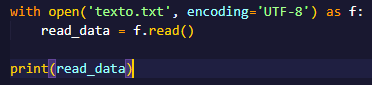 with open('texto.txt', encoding='UTF-8') as f:
    read_data = f.read()
print(read_data)